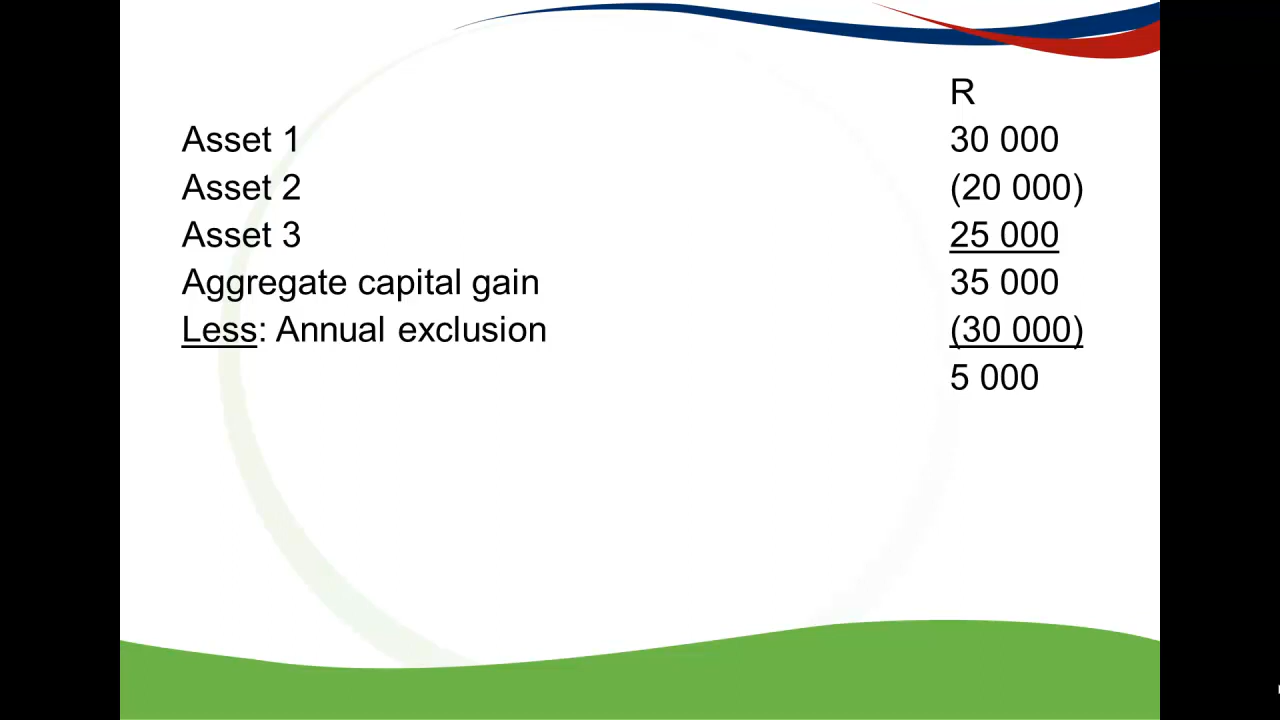 R
Asset 1 30 000
Asset 2 (20 000)
Asset 3 25 000
Aggregate capital gain 35 000
Less: Annual exclusion (30 000)
5 000